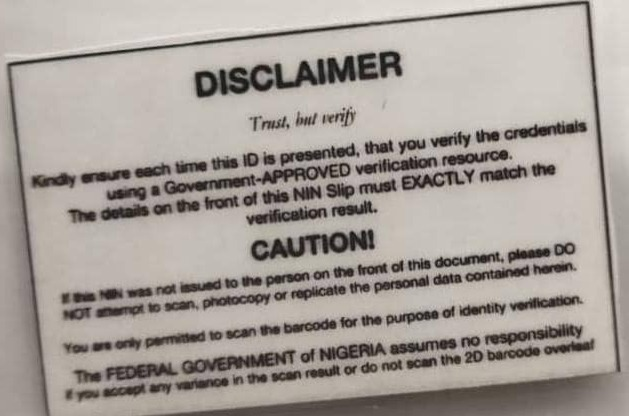 DISCLAIMER
Trust, but verify
Kindly ensure each time this ID is presented, that you verify the credentials
using a Government-APPROVED verification resource.
The details on the front of this NIN Slip must EXACTLY match the
verification result.
CAUTION!
If this NIN was not issued to the person on the front of this document, please DO
NOT attempt to scan, photocopy or replicate the personal data contained herein.
You are only permitted to scan the barcode for the purpose of identity verification.
The FEDERAL GOVERNMENT of NIGERIA assumes no responsibility
if you accept any variance in the scan result or do not scan the 2D barcode overleaf